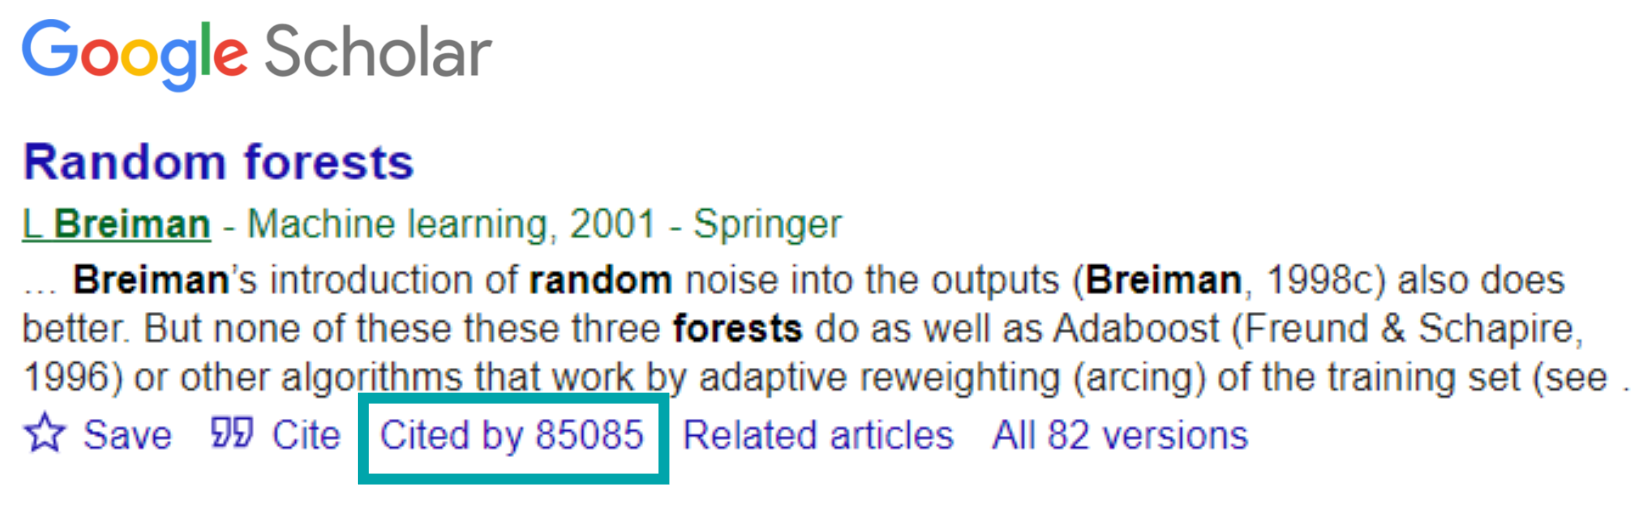 Google Scholar
Random forests
L Breiman - Machine learning, 2001 - Springer
... Breiman's introduction of random noise into the outputs (Breiman, 1998c) also does
better. But none of these these three forests do as well as Adaboost (Freund & Schapire,
1996) or other algorithms that work by adaptive reweighting (arcing) of the training set (see .
Save Cite Cited by 85085 Related articles All 82 versions